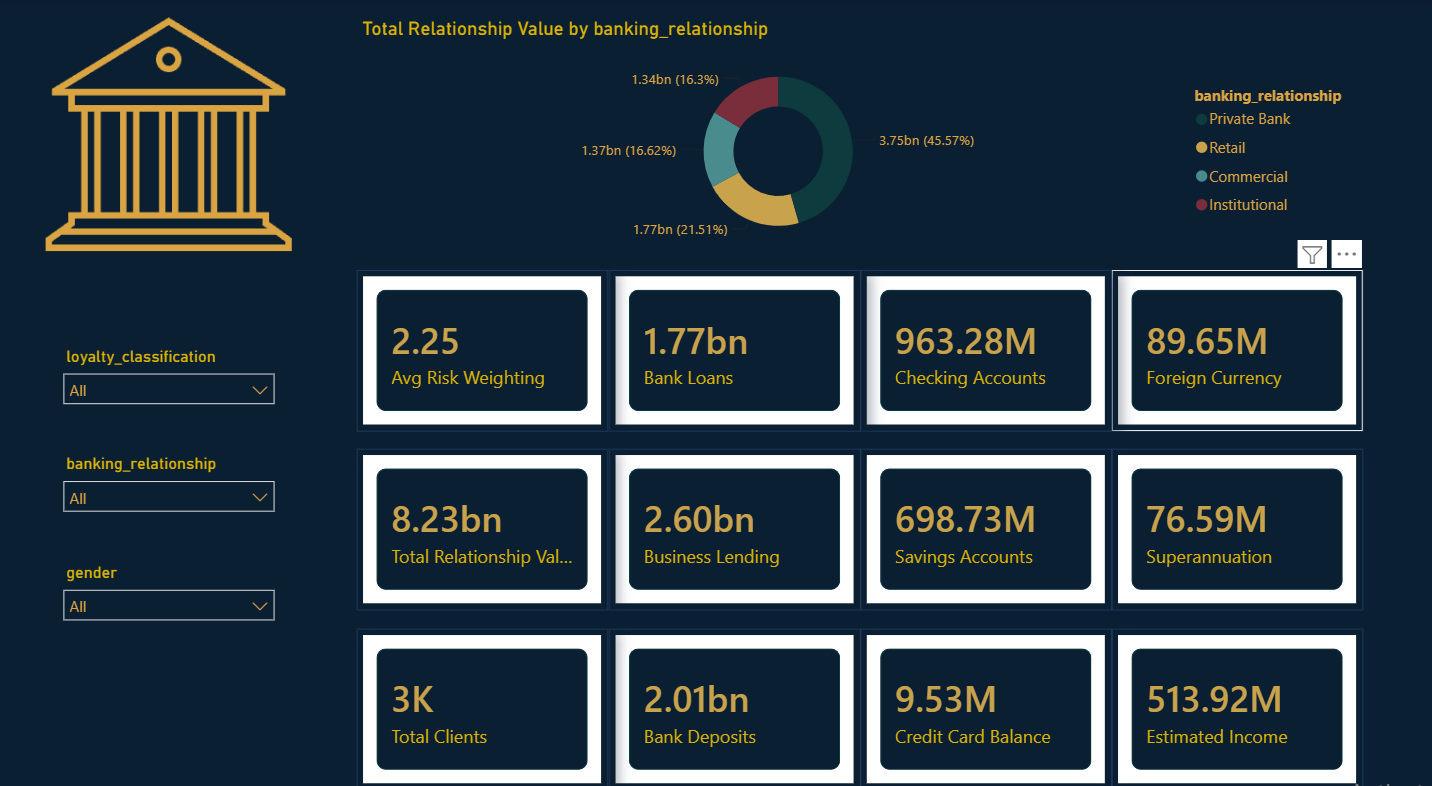 Total Relationship Value by banking_relationship
1.34bn (16.3%)
1.37bn (16.62%)
3.75bn (45.57%)
1.77bn (21.51%)
banking_relationship
Private Bank
Retail
Commercial
Institutional
loyalty_classification
All
banking_relationship
All
gender
All
2.25
Avg Risk Weighting
1.77bn
Bank Loans
963.28M
Checking Accounts
89.65M
Foreign Currency
8.23bn
Total Relationship Val...
2.60bn
Business Lending
698.73M
Savings Accounts
76.59M
Superannuation
3K
Total Clients
2.01bn
Bank Deposits
9.53M
Credit Card Balance
513.92M
Estimated Income